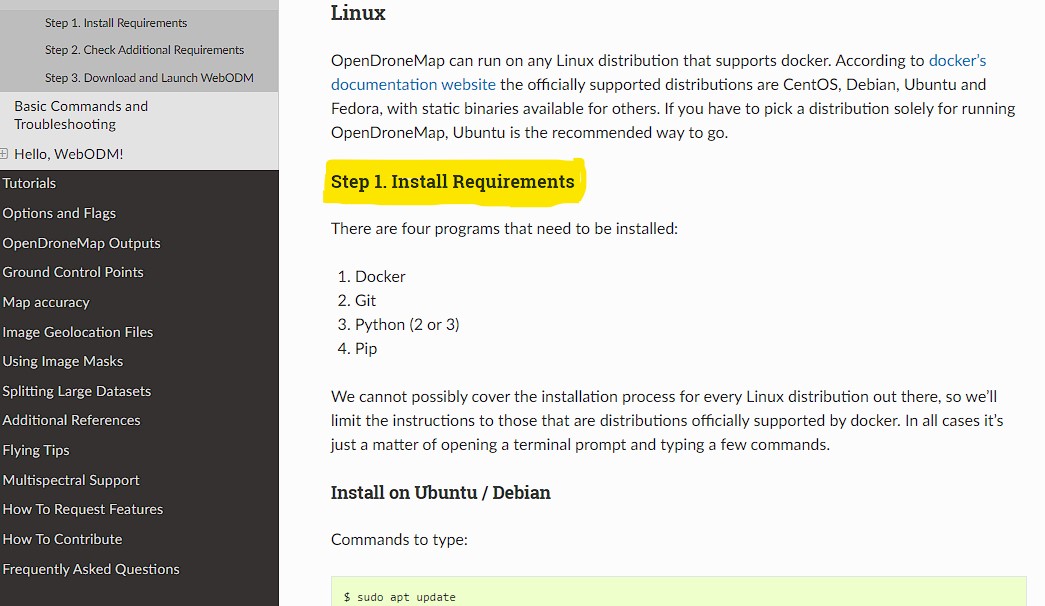 Step 1. Install Requirements
Step 2. Check Additional Requirements
Step 3. Download and Launch WebODM
Basic Commands and
Troubleshooting
Hello, WebODM!
Tutorials
Options and Flags
OpenDroneMap Outputs
Ground Control Points
Map accuracy
Image Geolocation Files
Using Image Masks
Splitting Large Datasets
Additional References
Flying Tips
Multispectral Support
How To Request Features
How To Contribute
Frequently Asked Questions
Linux
OpenDroneMap can run on any Linux distribution that supports docker. According to docker's
documentation website the officially supported distributions are CentOS, Debian, Ubuntu and
Fedora, with static binaries available for others. If you have to pick a distribution solely for running
OpenDroneMap, Ubuntu is the recommended way to go.
Step 1. Install Requirements
There are four programs that need to be installed:
1. Docker
2. Git
3. Python (2 or 3)
4. Pip
We cannot possibly cover the installation process for every Linux distribution out there, so we'll
limit the instructions to those that are distributions officially supported by docker. In all cases it's
just a matter of opening a terminal prompt and typing a few commands.
Install on Ubuntu / Debian
Commands to type:
$ sudo apt update